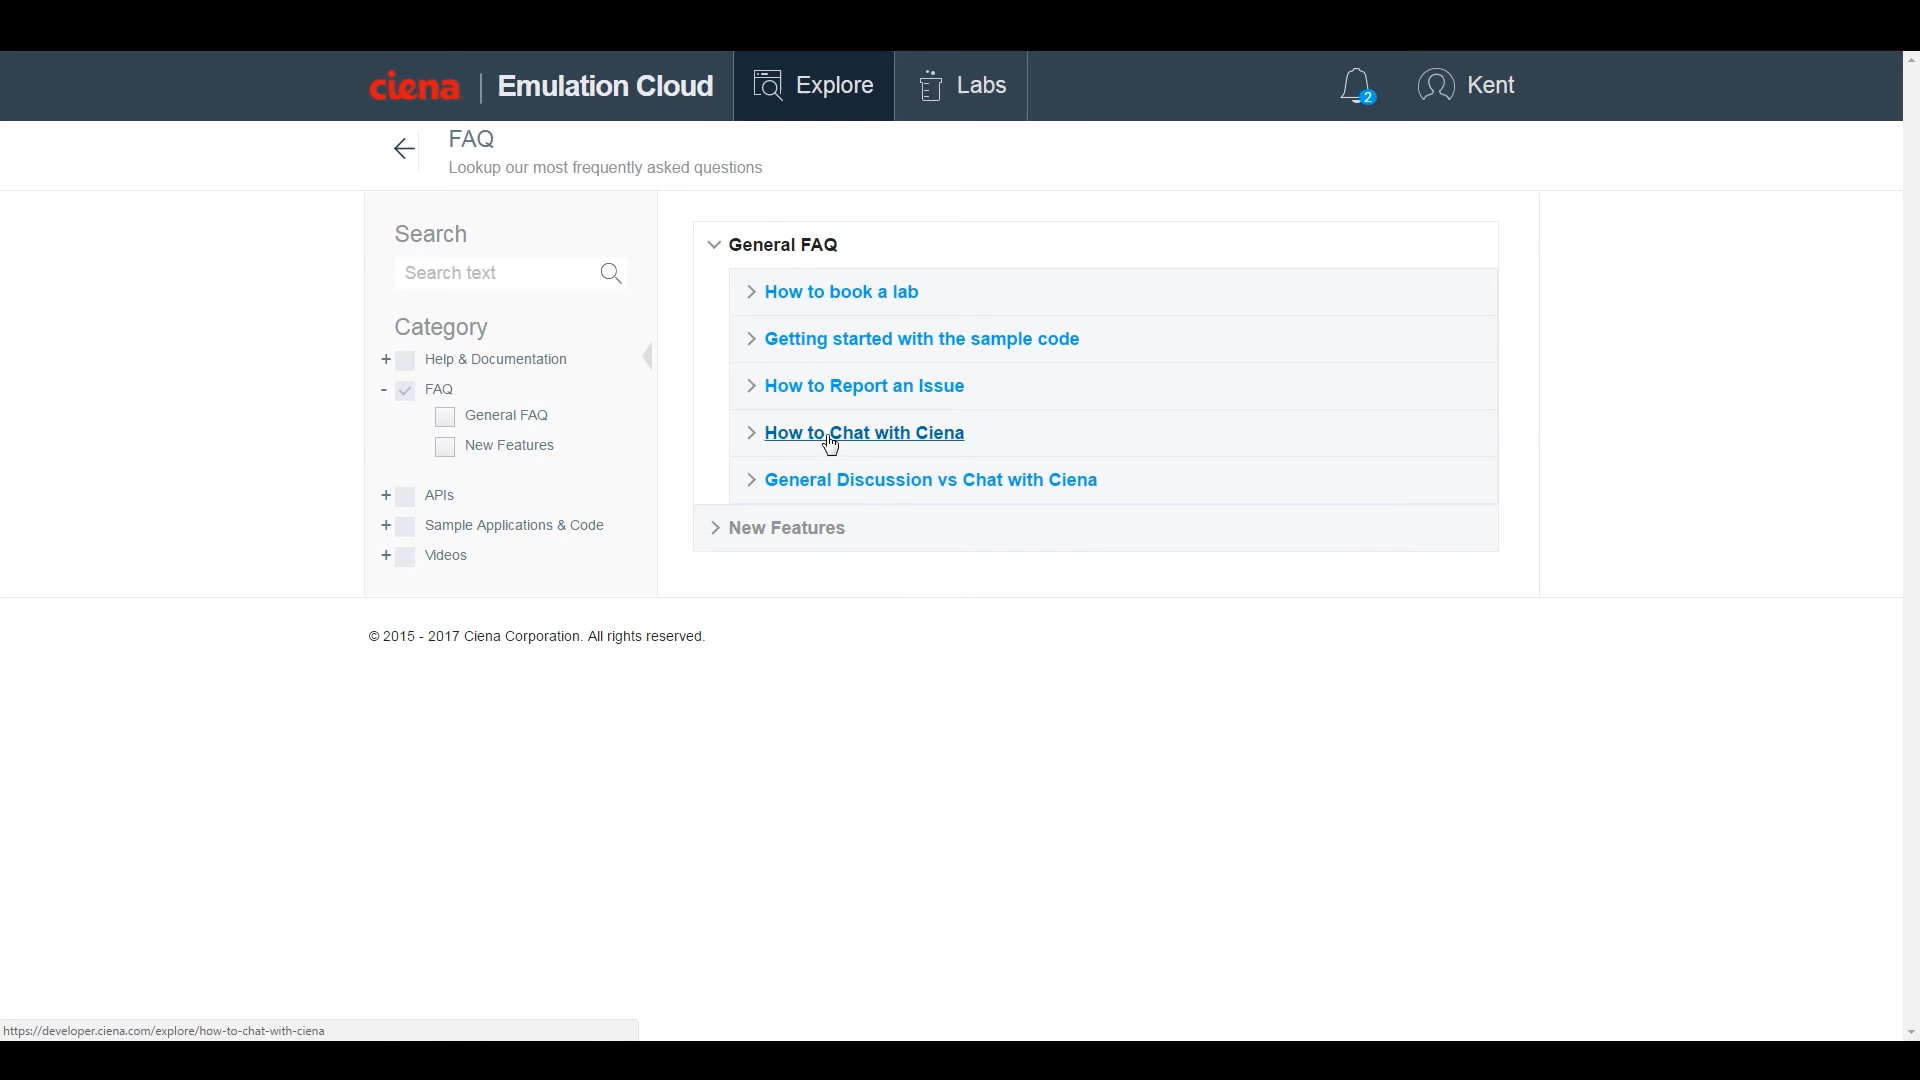 ciena | Emulation Cloud
Explore
Labs
2
Kent
FAQ
Lookup our most frequently asked questions
Search
Search text
Category
+ Help & Documentation
- FAQ
General FAQ
New Features
+ APIs
+ Sample Applications & Code
+ Videos
General FAQ
How to book a lab
Getting started with the sample code
How to Report an Issue
How to Chat with Ciena
General Discussion vs Chat with Ciena
New Features
© 2015 - 2017 Ciena Corporation. All rights reserved.
https://developer.ciena.com/explore/how-to-chat-with-ciena